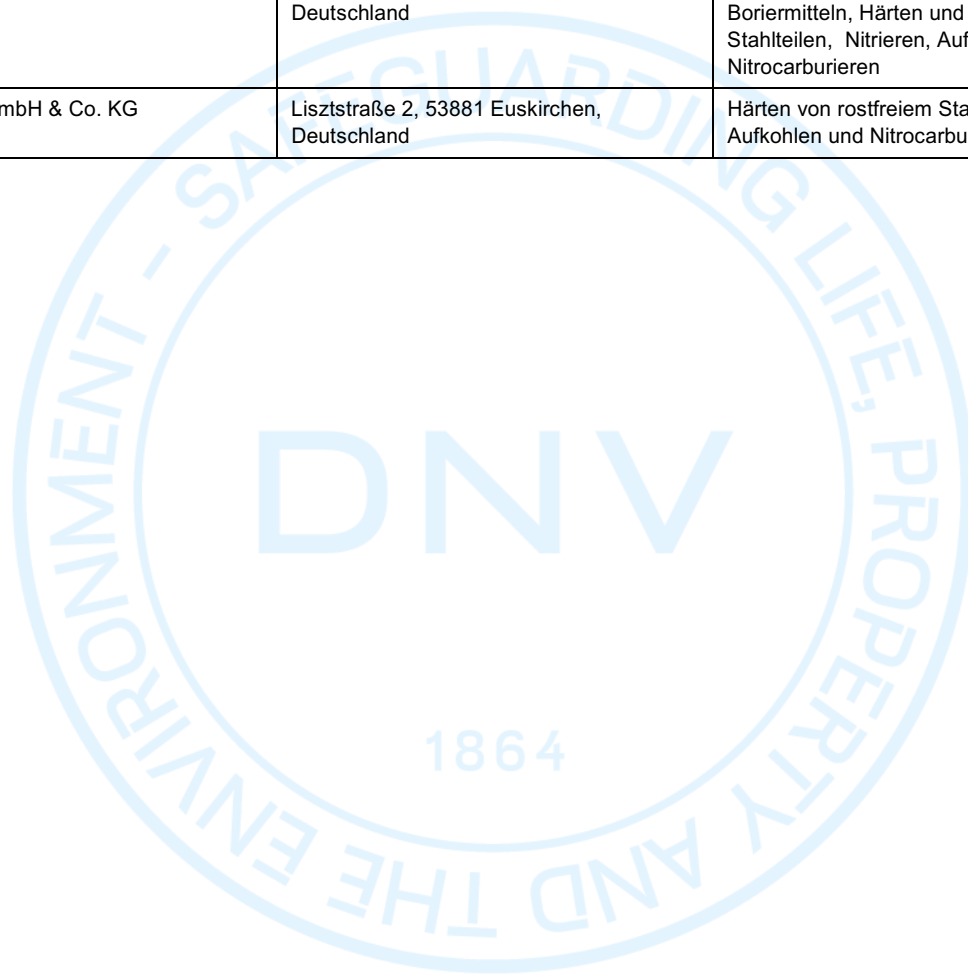 Deutschland
Boriermitteln, Härten und
Stahlteilen, Nitrieren, Auf
Nitrocarburieren
mbH & Co. KG
Lisztstraße 2, 53881 Euskirchen,
Deutschland
Härten von rostfreiem Sta
Aufkohlen und Nitrocarbu
SAFEGUARDING LIFE, PROPERTY AND THE ENVIRONMENT -
DNV
1864